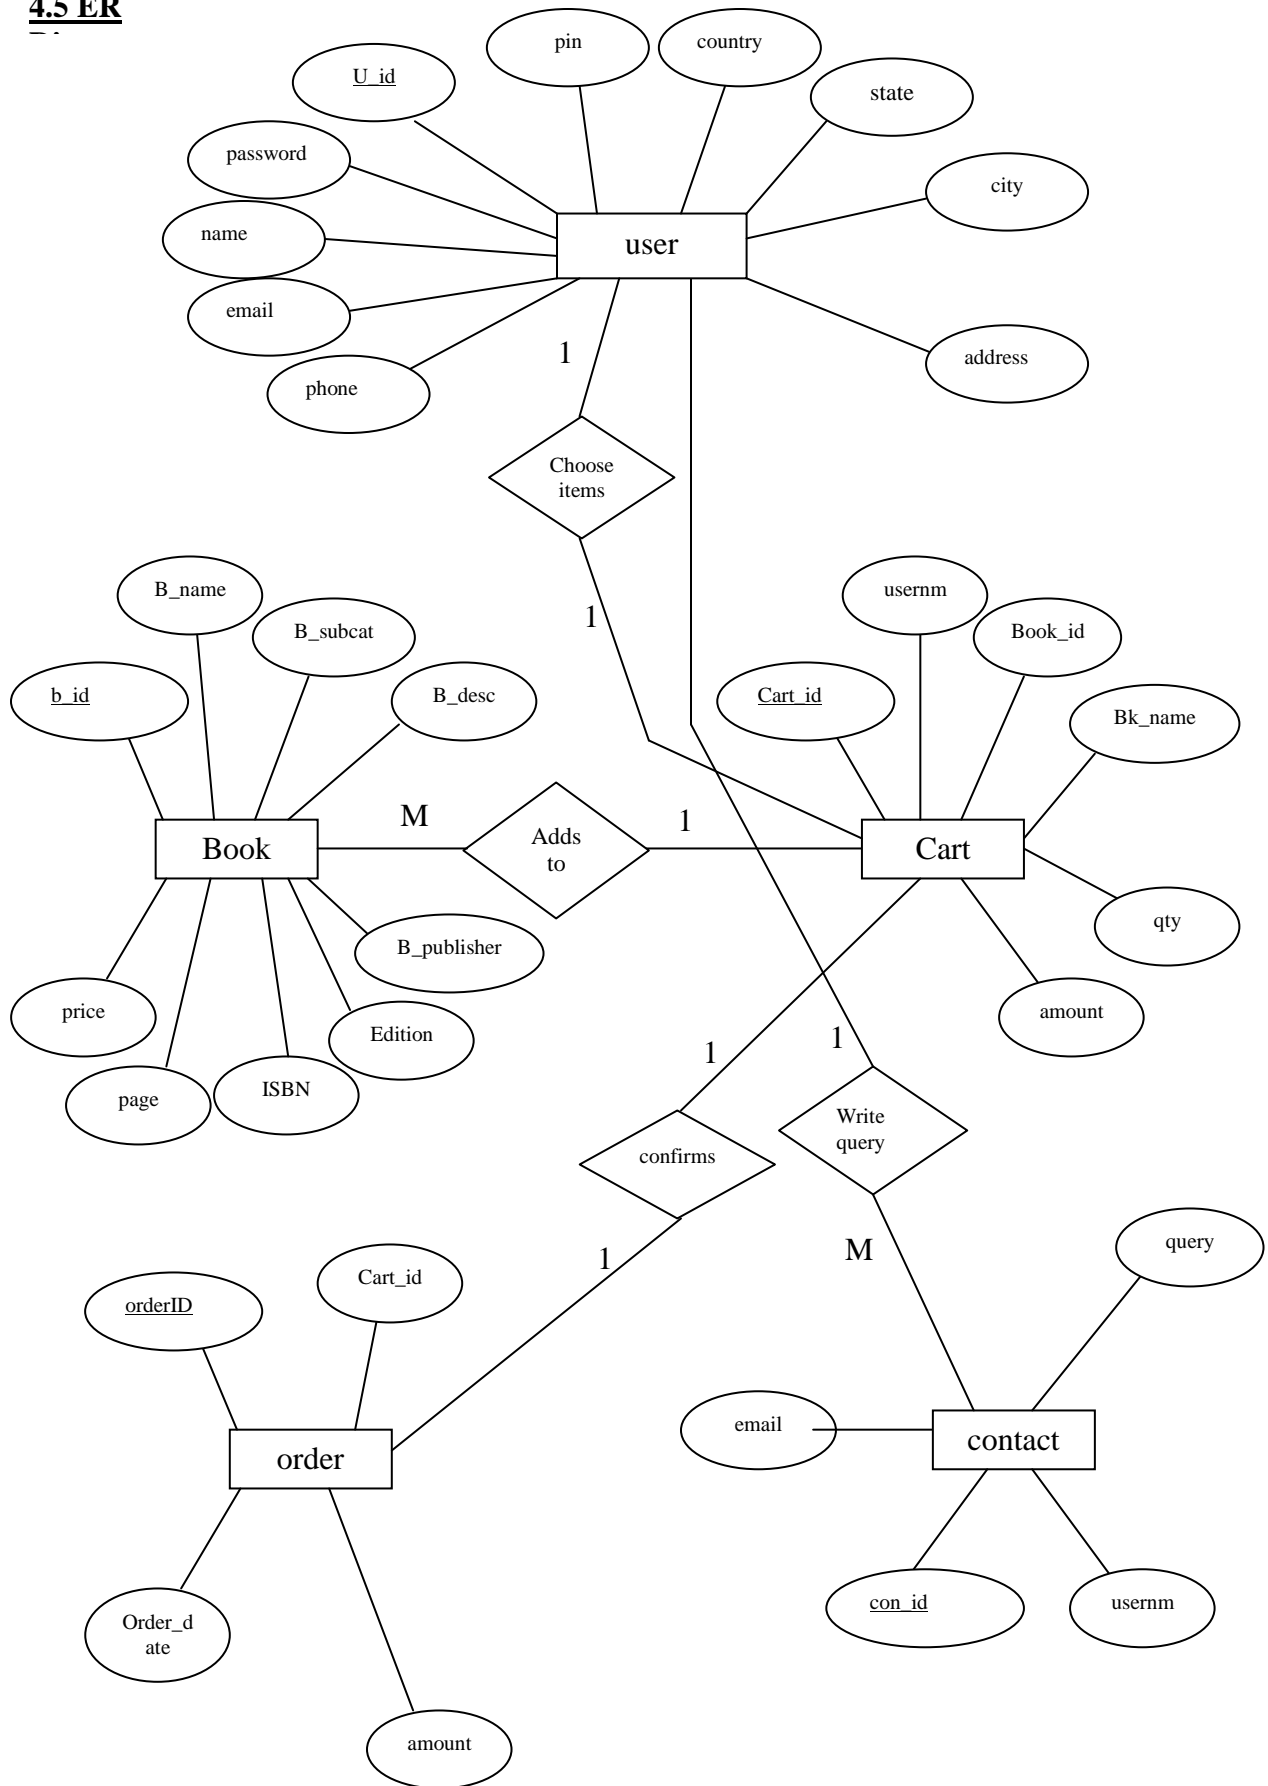 4.5 ER
pin
country
U_id
state
password
city
name
user
email
1
address
phone
Choose
items
B_name
usernm
1
B_subcat
Book_id
b_id
B_desc
Cart_id
Bk_name
M
1
Book
Adds
to
Cart
B_publisher
qty
price
Edition
amount
1
1
page
ISBN
Write
query
confirms
query
M
1
Cart_id
orderID
email
contact
order
con_id
usernm
Order_d
ate
amount